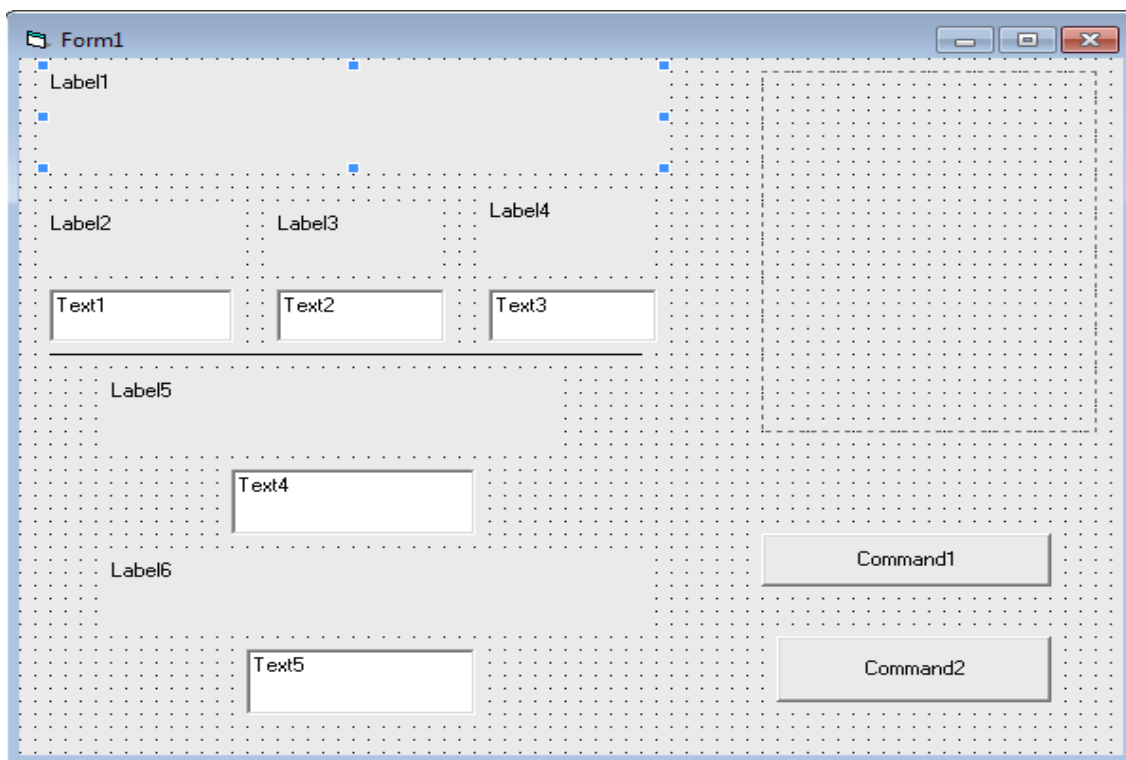 Form1
Label1
Label2 Label3 Label4
Text1 Text2 Text3
Label5
Text4
Command1
Label6
Text5
Command2